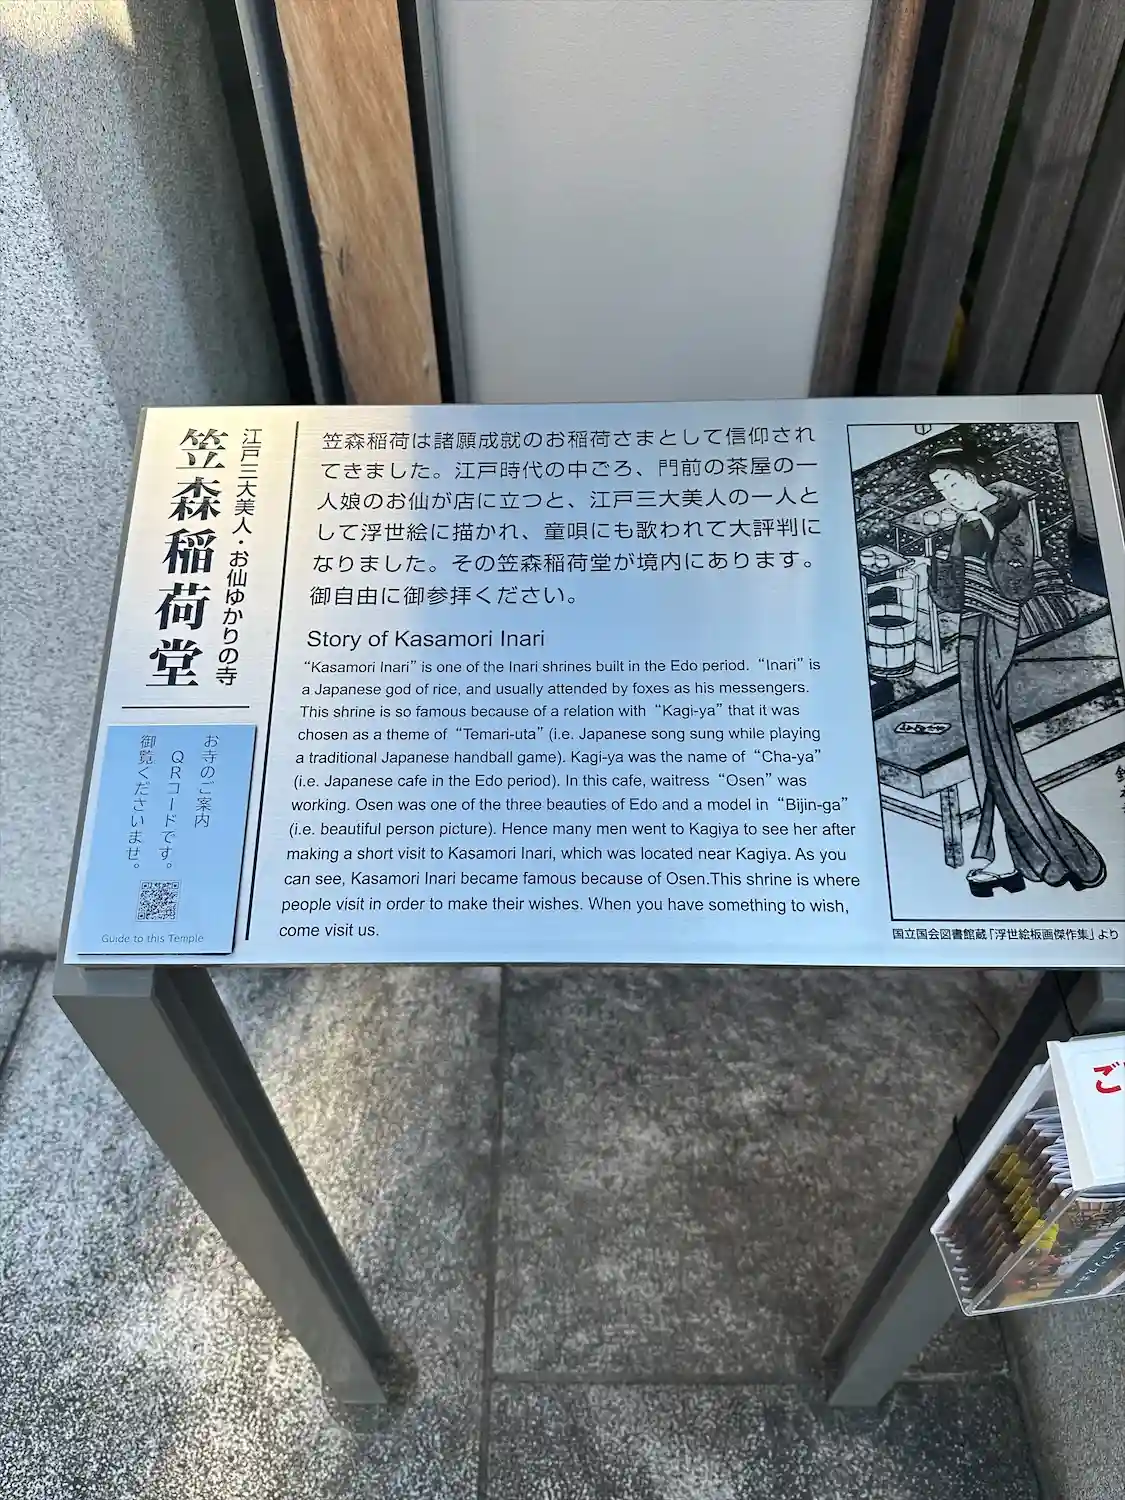 江戸三大美人・お仙ゆかりの寺
笠森稲荷堂
笠森稲荷は諸願成就のお稲荷さまとして信仰され
てきました。江戸時代の中ごろ、門前の茶屋の一
人娘のお仙が店に立つと、江戸三大美人の一人と
して浮世絵に描かれ、童唄にも歌われて大評判に
なりました。その笠森稲荷堂が境内にあります。
御自由に御参拝ください。
Story of Kasamori Inari
“Kasamori Inari” is one of the Inari shrines built in the Edo period. “Inari” is
a Japanese god of rice, and usually attended by foxes as his messengers.
This shrine is so famous because of a relation with “Kagi-ya” that it was
chosen as a theme of “Temari-uta” (i.e. Japanese song sung while playing
a traditional Japanese handball game). Kagi-ya was the name of “Cha-ya”
(i.e. Japanese cafe in the Edo period). In this cafe, waitress “Osen” was
working. Osen was one of the three beauties of Edo and a model in “Bijin-ga”
(i.e. beautiful person picture). Hence many men went to Kagiya to see her after
making a short visit to Kasamori Inari, which was located near Kagiya. As you
can see, Kasamori Inari became famous because of Osen.This shrine is where
people visit in order to make their wishes. When you have something to wish,
come visit us.
お寺のご案内
QRコードです。
御覧くださいませ。
Guide to this Temple
国立国会図書館蔵「浮世絵板画傑作集」より
ご